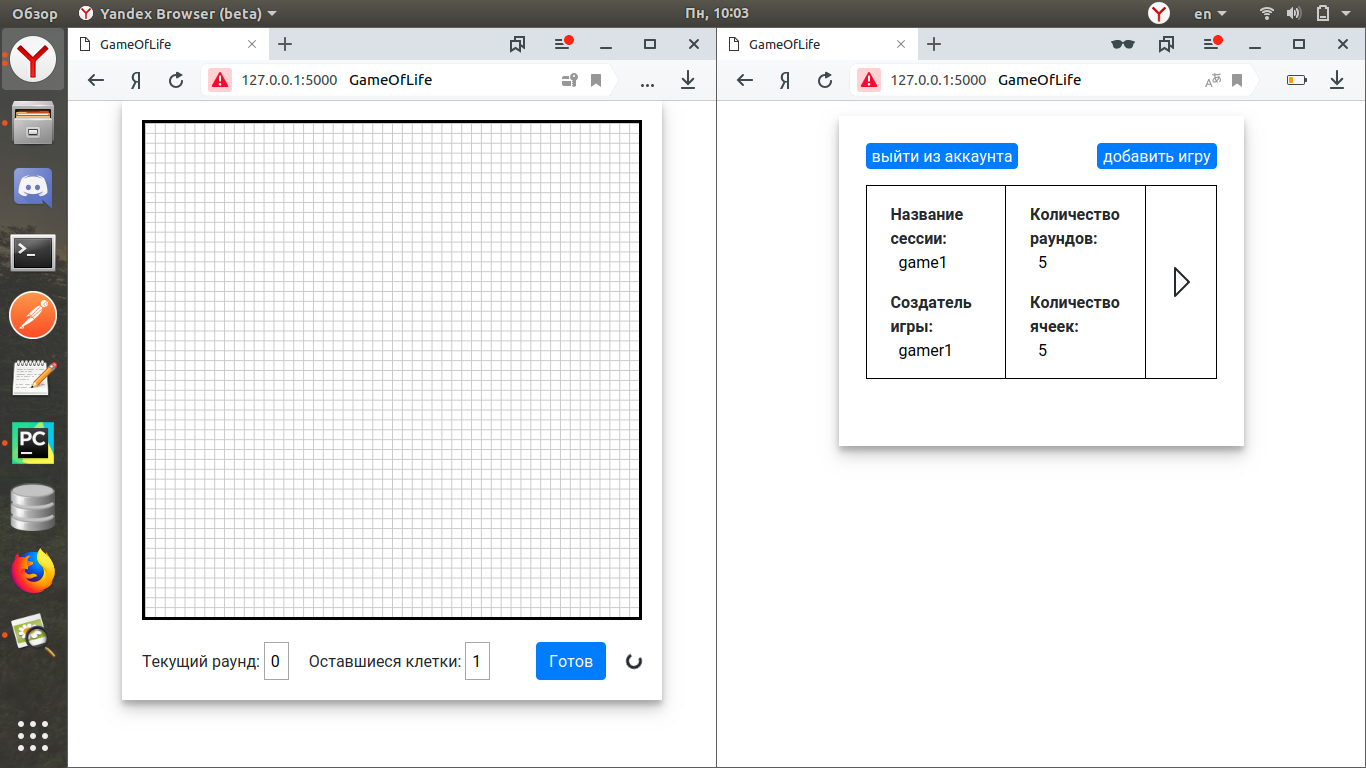 Обзор
Yandex Browser (beta)
Пн, 10:03
en
GameOfLife
Я
127.0.0.1:5000 GameOfLife
Текущий раунд: 0 Оставшиеся клетки: 1 Готов
GameOfLife
Я
127.0.0.1:5000 GameOfLife
выйти из аккаунта
добавить игру
Название
сессии:
game1
Создатель
игры:
gamer1
Количество
раундов:
5
Количество
ячеек:
5
PC